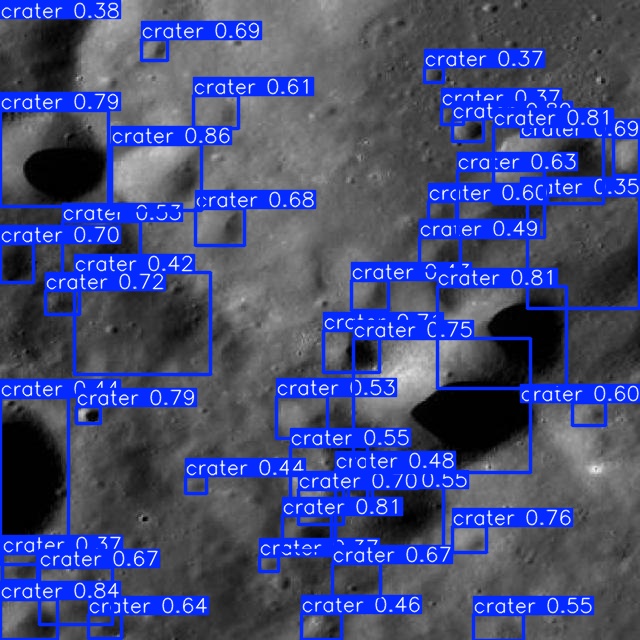 crater 0.38
crater 0.69
crater 0.37
crater 0.61
crater 0.37
crater 0.79
crater 0.81
crater 0.86
crater 0.63
crater 0.35
crater 0.60
crater 0.68
crater 0.53
crater 0.49
crater 0.70
crater 0.42
crater 0.72
crater 0.81
crater 0.75
crater 0.53
crater 0.79
crater 0.60
crater 0.55
crater 0.48
crater 0.44
crater 0.70
0.55
crater 0.81
crater 0.76
crater 0.37
crater 0.67
crater 0.67
crater 0.84
crater 0.64
crater 0.46
crater 0.55